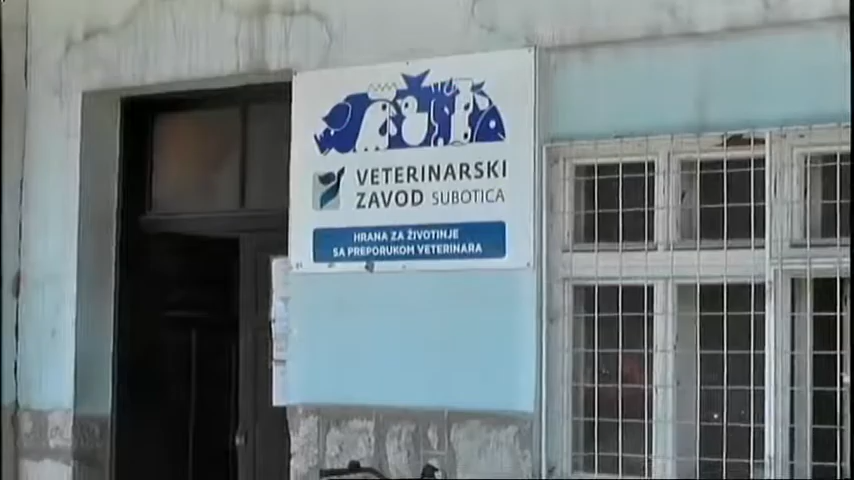 VETERINARSKI
ZAVOD SUBOTICA
HRANA ZA ŽIVOTINJE
SA PREPORUKOM VETERINARA